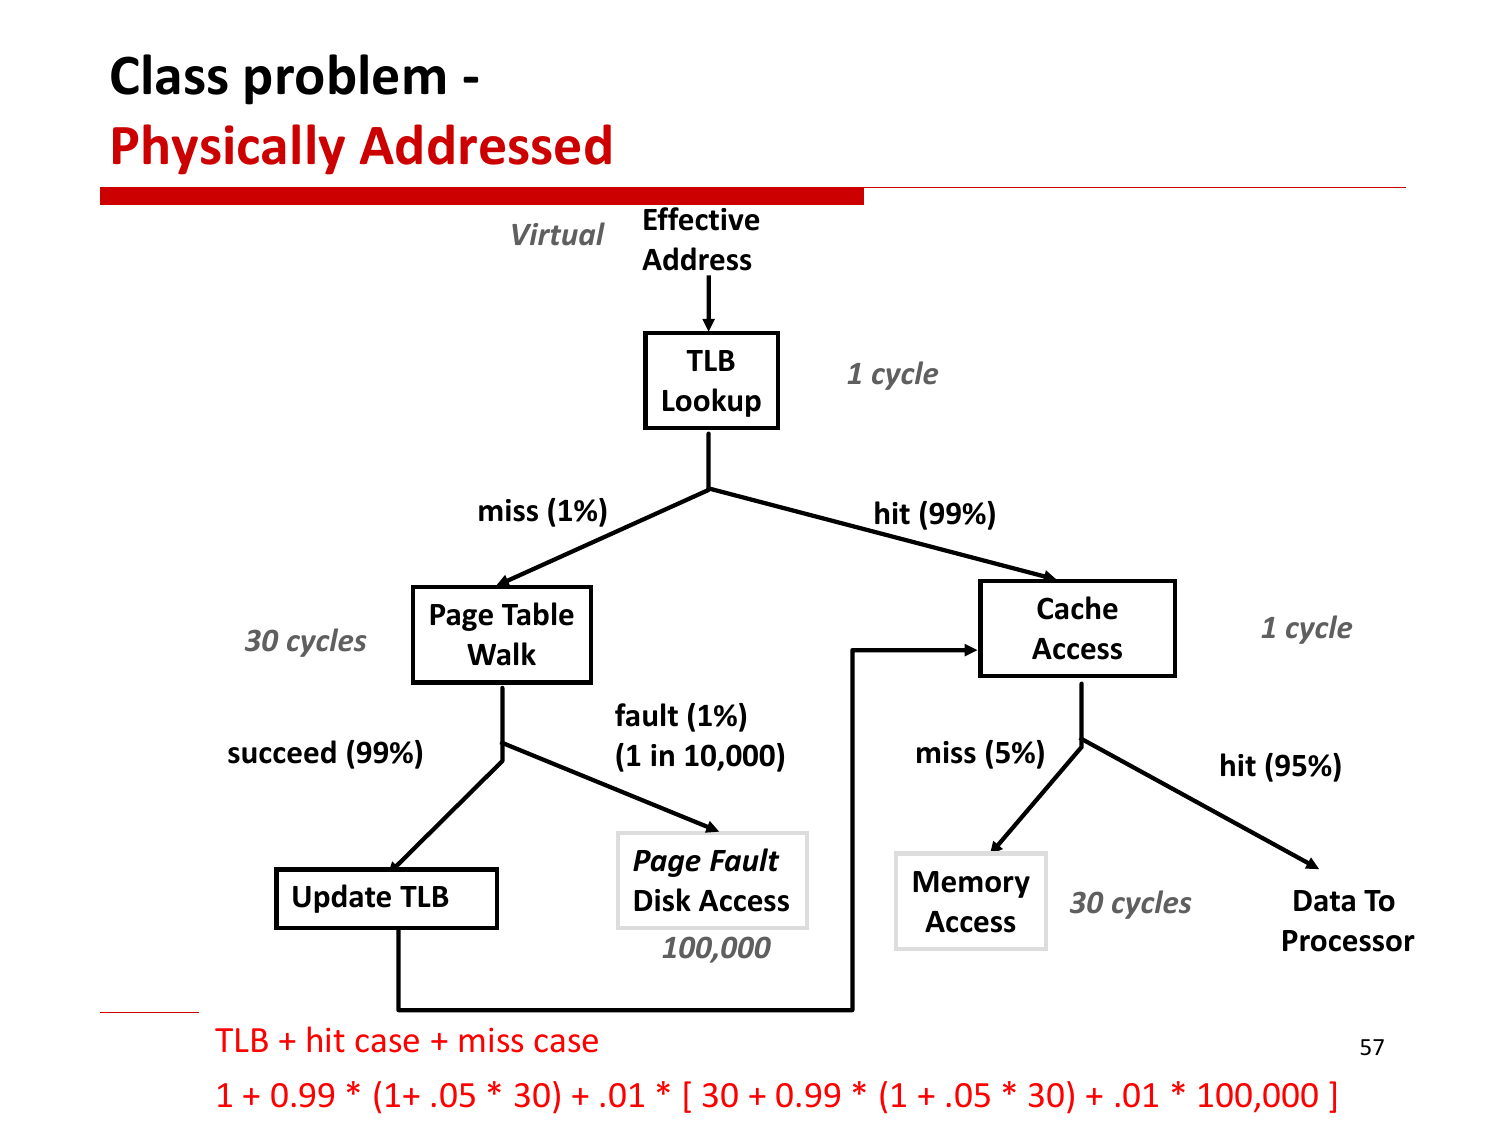 Class problem -
Physically Addressed
Virtual
Effective
Address
TLB
Lookup
1 cycle
miss (1%)
hit (99%)
Page Table
Walk
30 cycles
Cache
Access
1 cycle
succeed (99%)
fault (1%)
(1 in 10,000)
miss (5%)
hit (95%)
Update TLB
Page Fault
Disk Access
100,000
Memory
Access
30 cycles
Data To
Processor
TLB + hit case + miss case
57
1 + 0.99 * (1+ .05 * 30) + .01 * [ 30 + 0.99 * (1 + .05 * 30) + .01 * 100,000 ]